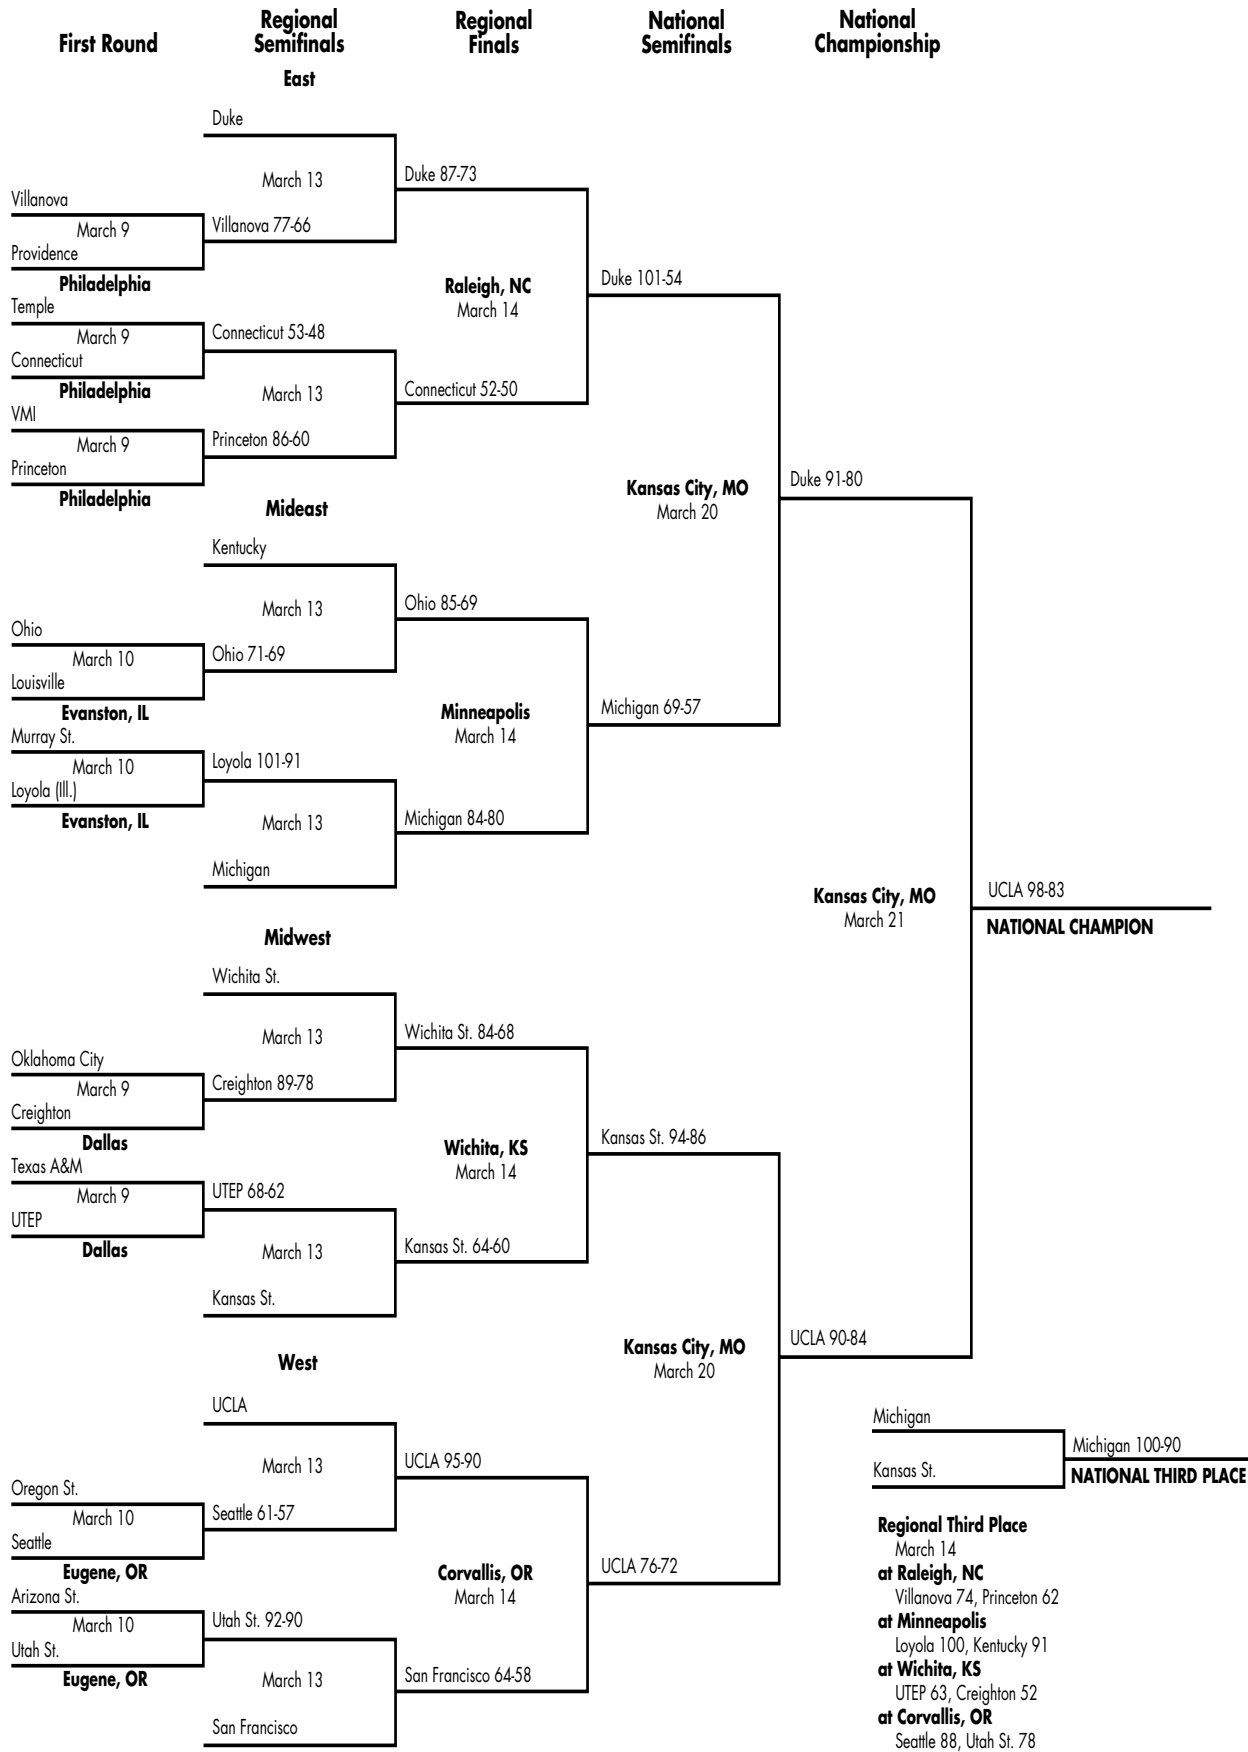 First Round
Regional
Semifinals
Regional
Finals
National
Semifinals
National
Championship
East
Duke
March 13
Duke 87-73
Villanova
March 9
Villanova 77-66
Providence
Philadelphia
Raleigh, NC
March 14
Duke 101-54
Temple
March 9
Connecticut 53-48
Connecticut
Philadelphia
March 13
Connecticut 52-50
VMI
March 9
Princeton 86-60
Princeton
Philadelphia
Kansas City, MO
March 20
Duke 91-80
Mideast
Kentucky
March 13
Ohio 85-69
Ohio
March 10
Ohio 71-69
Louisville
Evanston, IL
Minneapolis
March 14
Michigan 69-57
Murray St.
March 10
Loyola 101-91
Loyola (Ill.)
Evanston, IL
March 13
Michigan 84-80
Michigan
Kansas City, MO
March 21
UCLA 98-83
NATIONAL CHAMPION
Midwest
Wichita St.
March 13
Wichita St. 84-68
Oklahoma City
March 9
Creighton 89-78
Creighton
Dallas
Wichita, KS
March 14
Kansas St. 94-86
Texas A&M
March 9
UTEP 68-62
UTEP
Dallas
March 13
Kansas St. 64-60
Kansas St.
Kansas City, MO
March 20
UCLA 90-84
West
UCLA
March 13
UCLA 95-90
Oregon St.
March 10
Seattle 61-57
Seattle
Eugene, OR
Corvallis, OR
March 14
UCLA 76-72
Arizona St.
March 10
Utah St. 92-90
Utah St.
Eugene, OR
March 13
San Francisco 64-58
San Francisco
Michigan
Michigan 100-90
Kansas St.
NATIONAL THIRD PLACE
Regional Third Place
March 14
at Raleigh, NC
Villanova 74, Princeton 62
at Minneapolis
Loyola 100, Kentucky 91
at Wichita, KS
UTEP 63, Creighton 52
at Corvallis, OR
Seattle 88, Utah St. 78